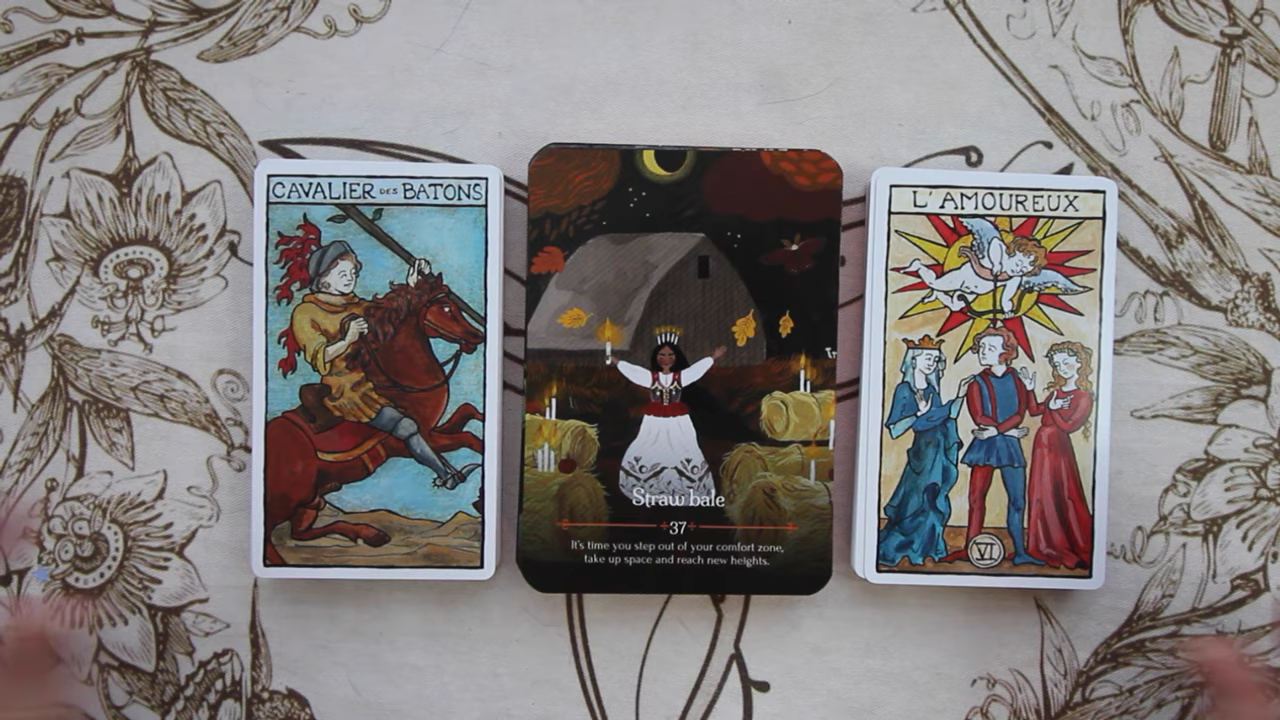 CAVALIER DES BATONS
Straw bale
37
It's time you step out of your comfort zone,
take up space and reach new heights.
Tr
L'AMOUREUX
VI